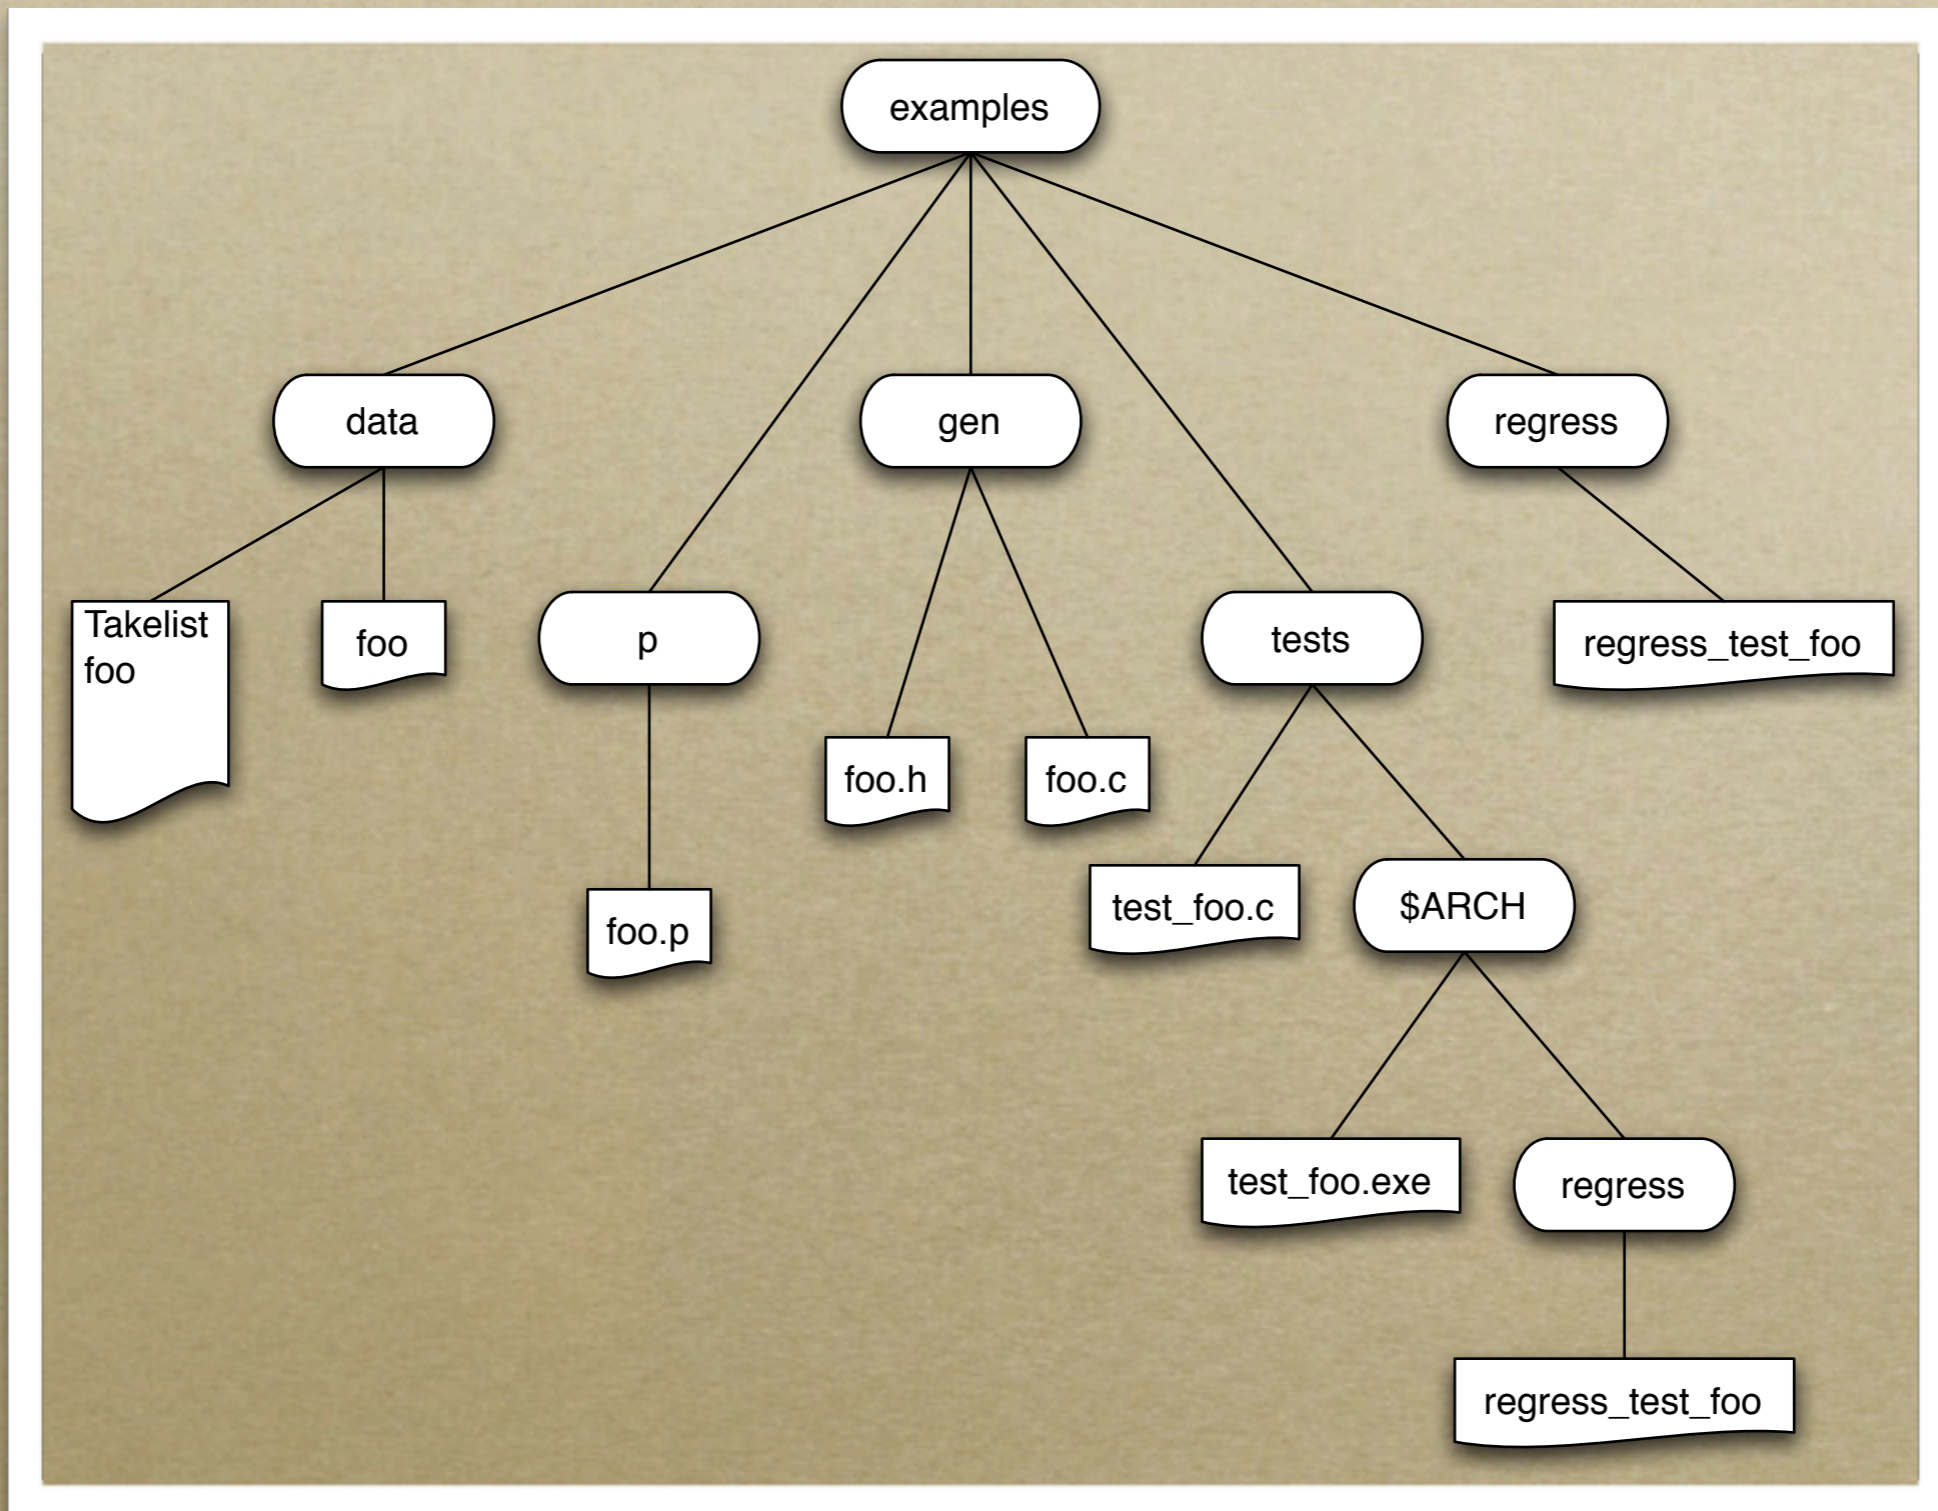 examples
data
gen
regress
Takelist
foo
foo
p
tests
regress_test_foo
foo.h
foo.c
test_foo.c
$ARCH
foo.p
test_foo.exe
regress
regress_test_foo